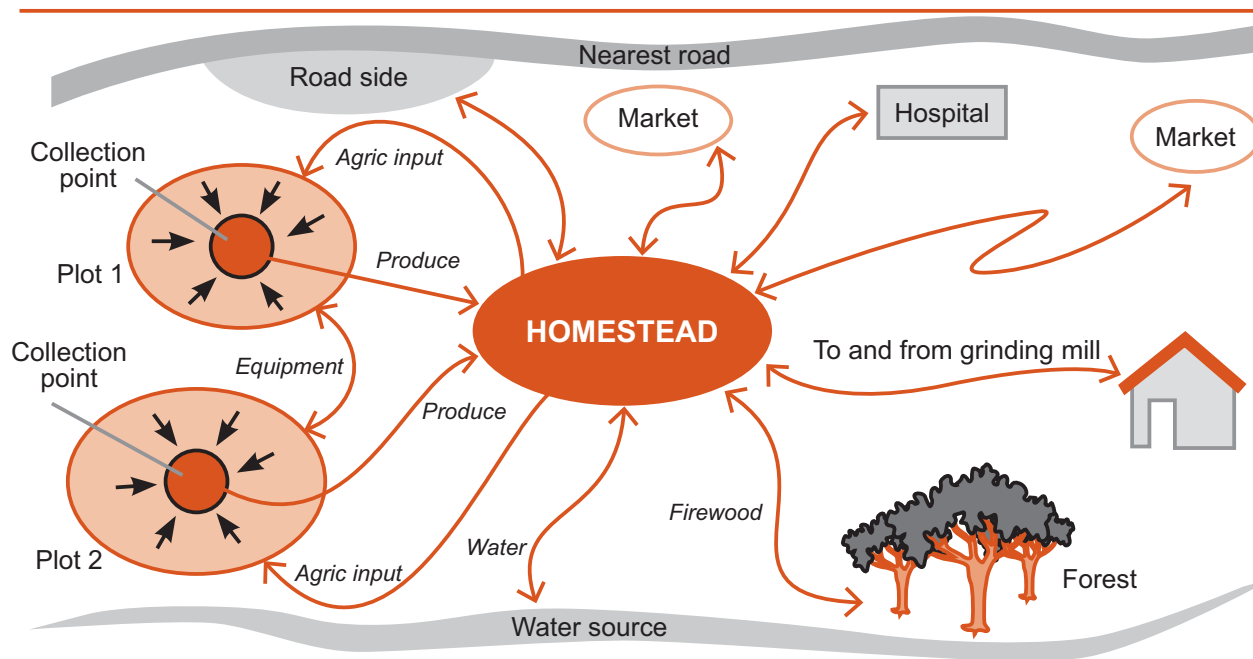 Nearest road
Road side
Market
Hospital
Market
Collection
point
Agric input
Plot 1
Produce
HOMESTEAD
Collection
point
Equipment
To and from grinding mill
Produce
Plot 2
Firewood
Water
Agric input
Forest
Water source